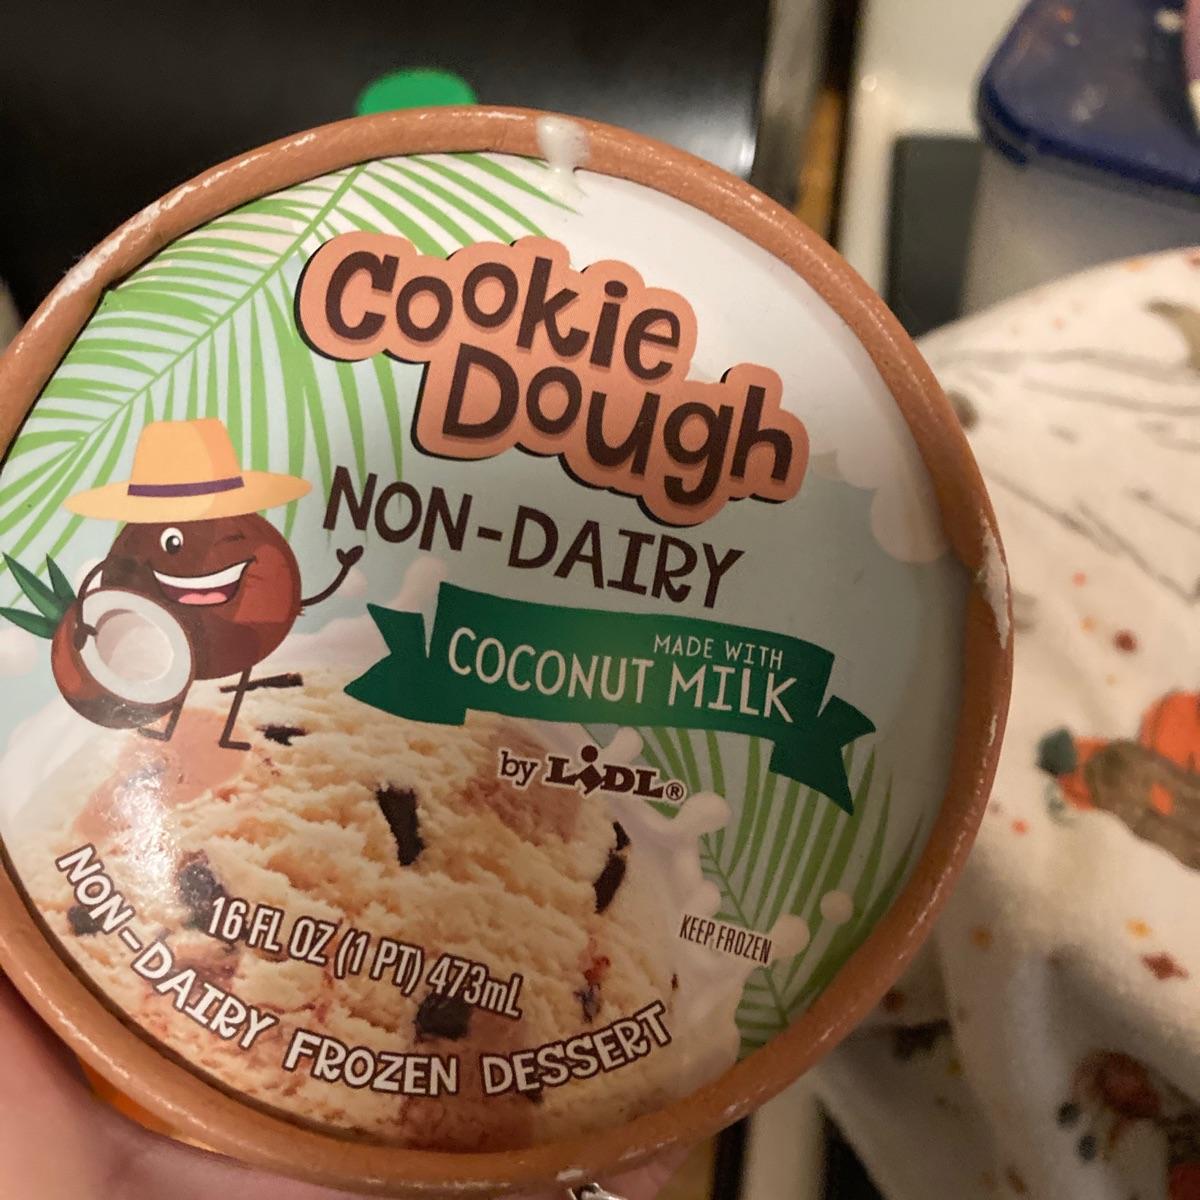 Cookie
Dough
NON-DAIRY
MADE WITH
COCONUT MILK
by LIDL®
KEEP FROZEN
16 FL OZ (1 PT) 473mL
NON-DAIRY FROZEN DESSERT